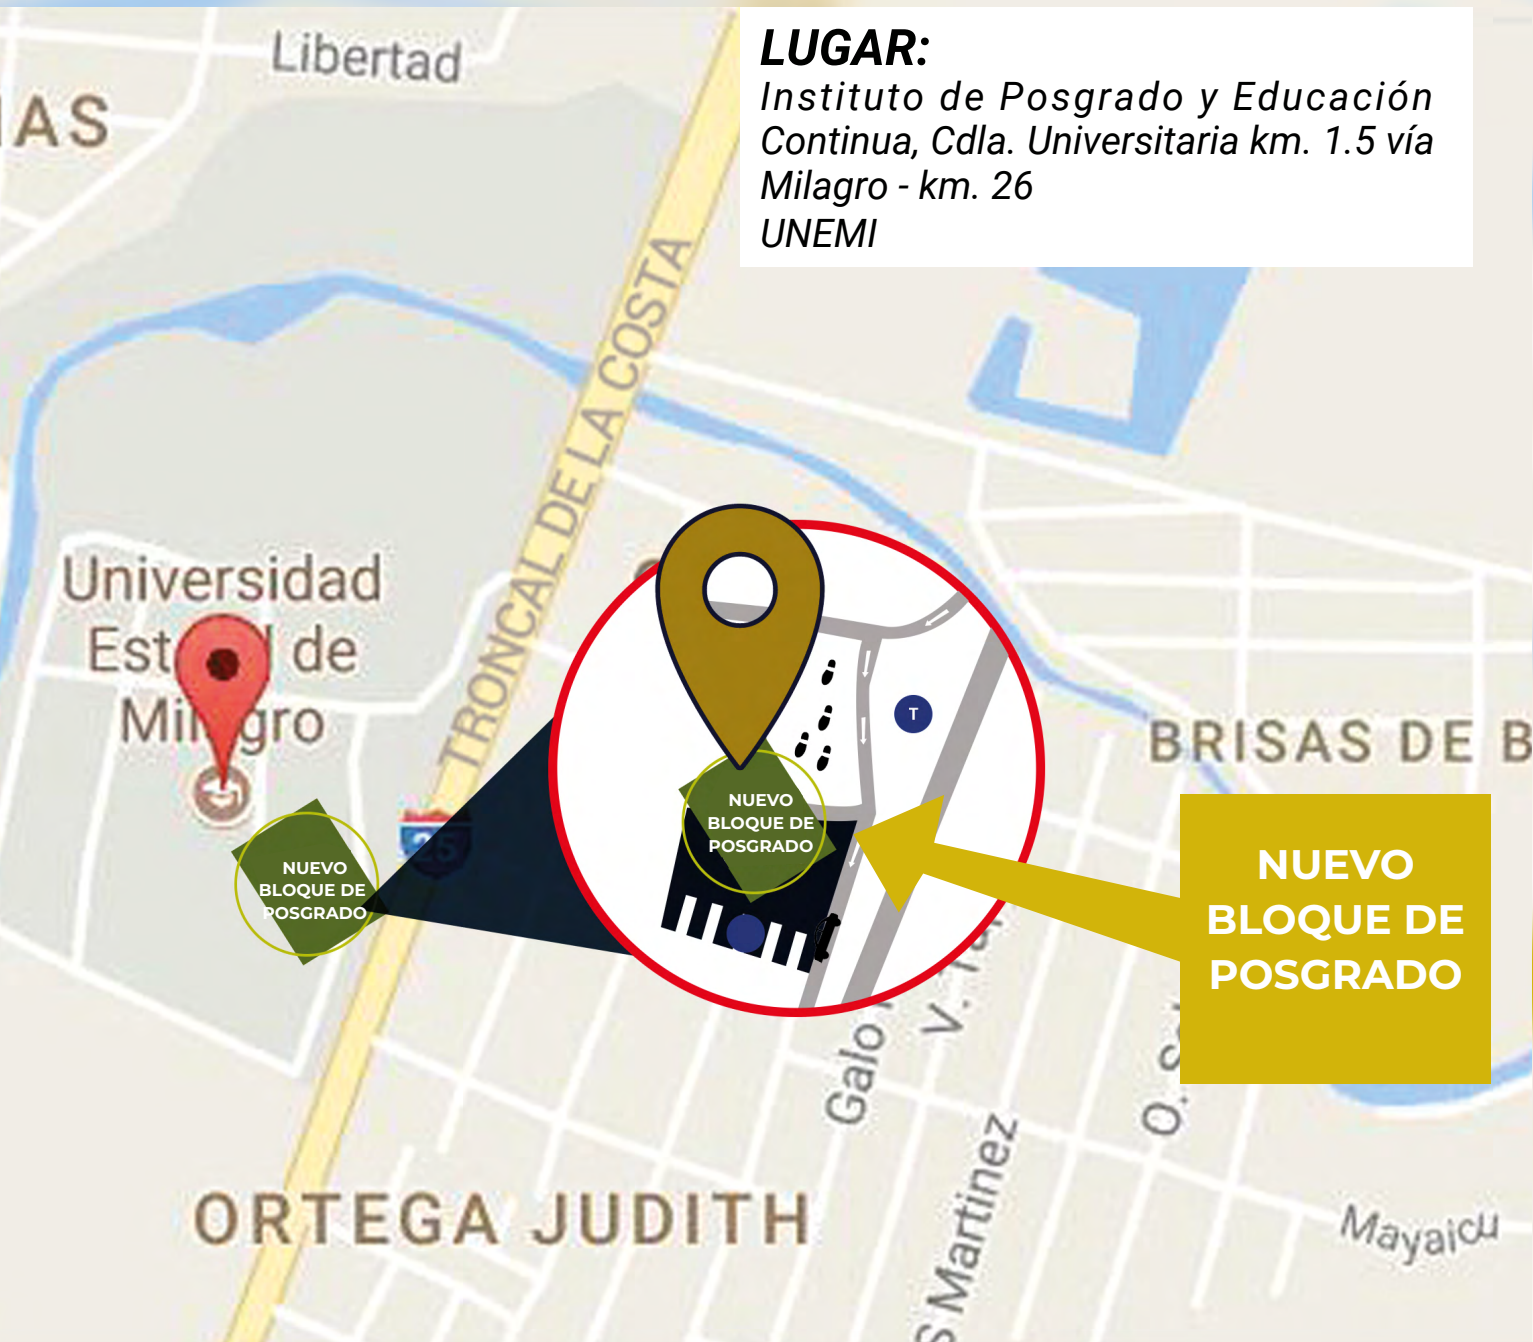 LUGAR:
Instituto de Posgrado y Educación
Continua, Cdla. Universitaria km. 1.5 vía
Milagro - km. 26
UNEMI
Libertad
TRONCAL DE LA COSTA
Universidad
de
25
NUEVO
BLOQUE DE
POSGRADO
T
NUEVO
BLOQUE DE
POSGRADO
BRISAS DE B
NUEVO
BLOQUE DE
POSGRADO
Galo
V.
O.
ORTEGA JUDITH
Martinez
Mayaicu